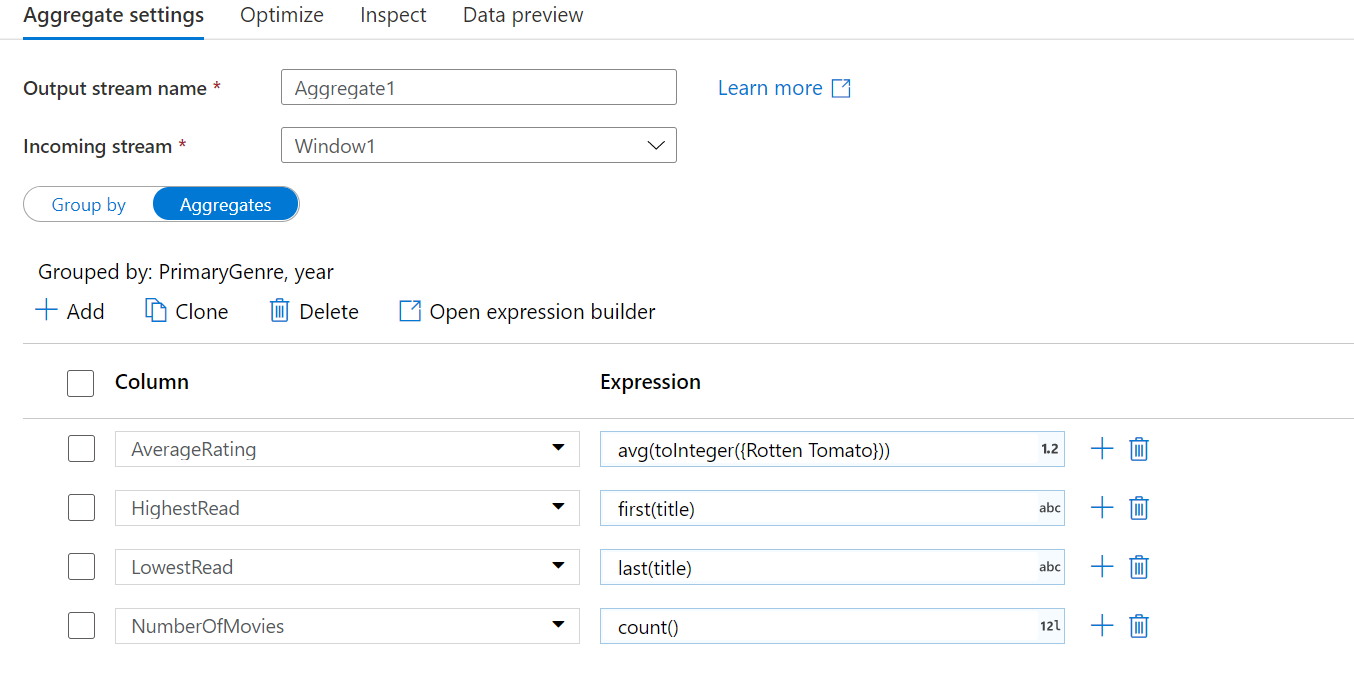 Aggregate settings Optimize Inspect Data preview
Output stream name * Aggregate1 Learn more
Incoming stream * Window1
Group by Aggregates
Grouped by: PrimaryGenre, year
Add Clone Delete Open expression builder
Column Expression
AverageRating avg(toInteger({Rotten Tomato})) 1.2
HighestRead first(title) abc
LowestRead last(title) abc
NumberOfMovies count() 12l